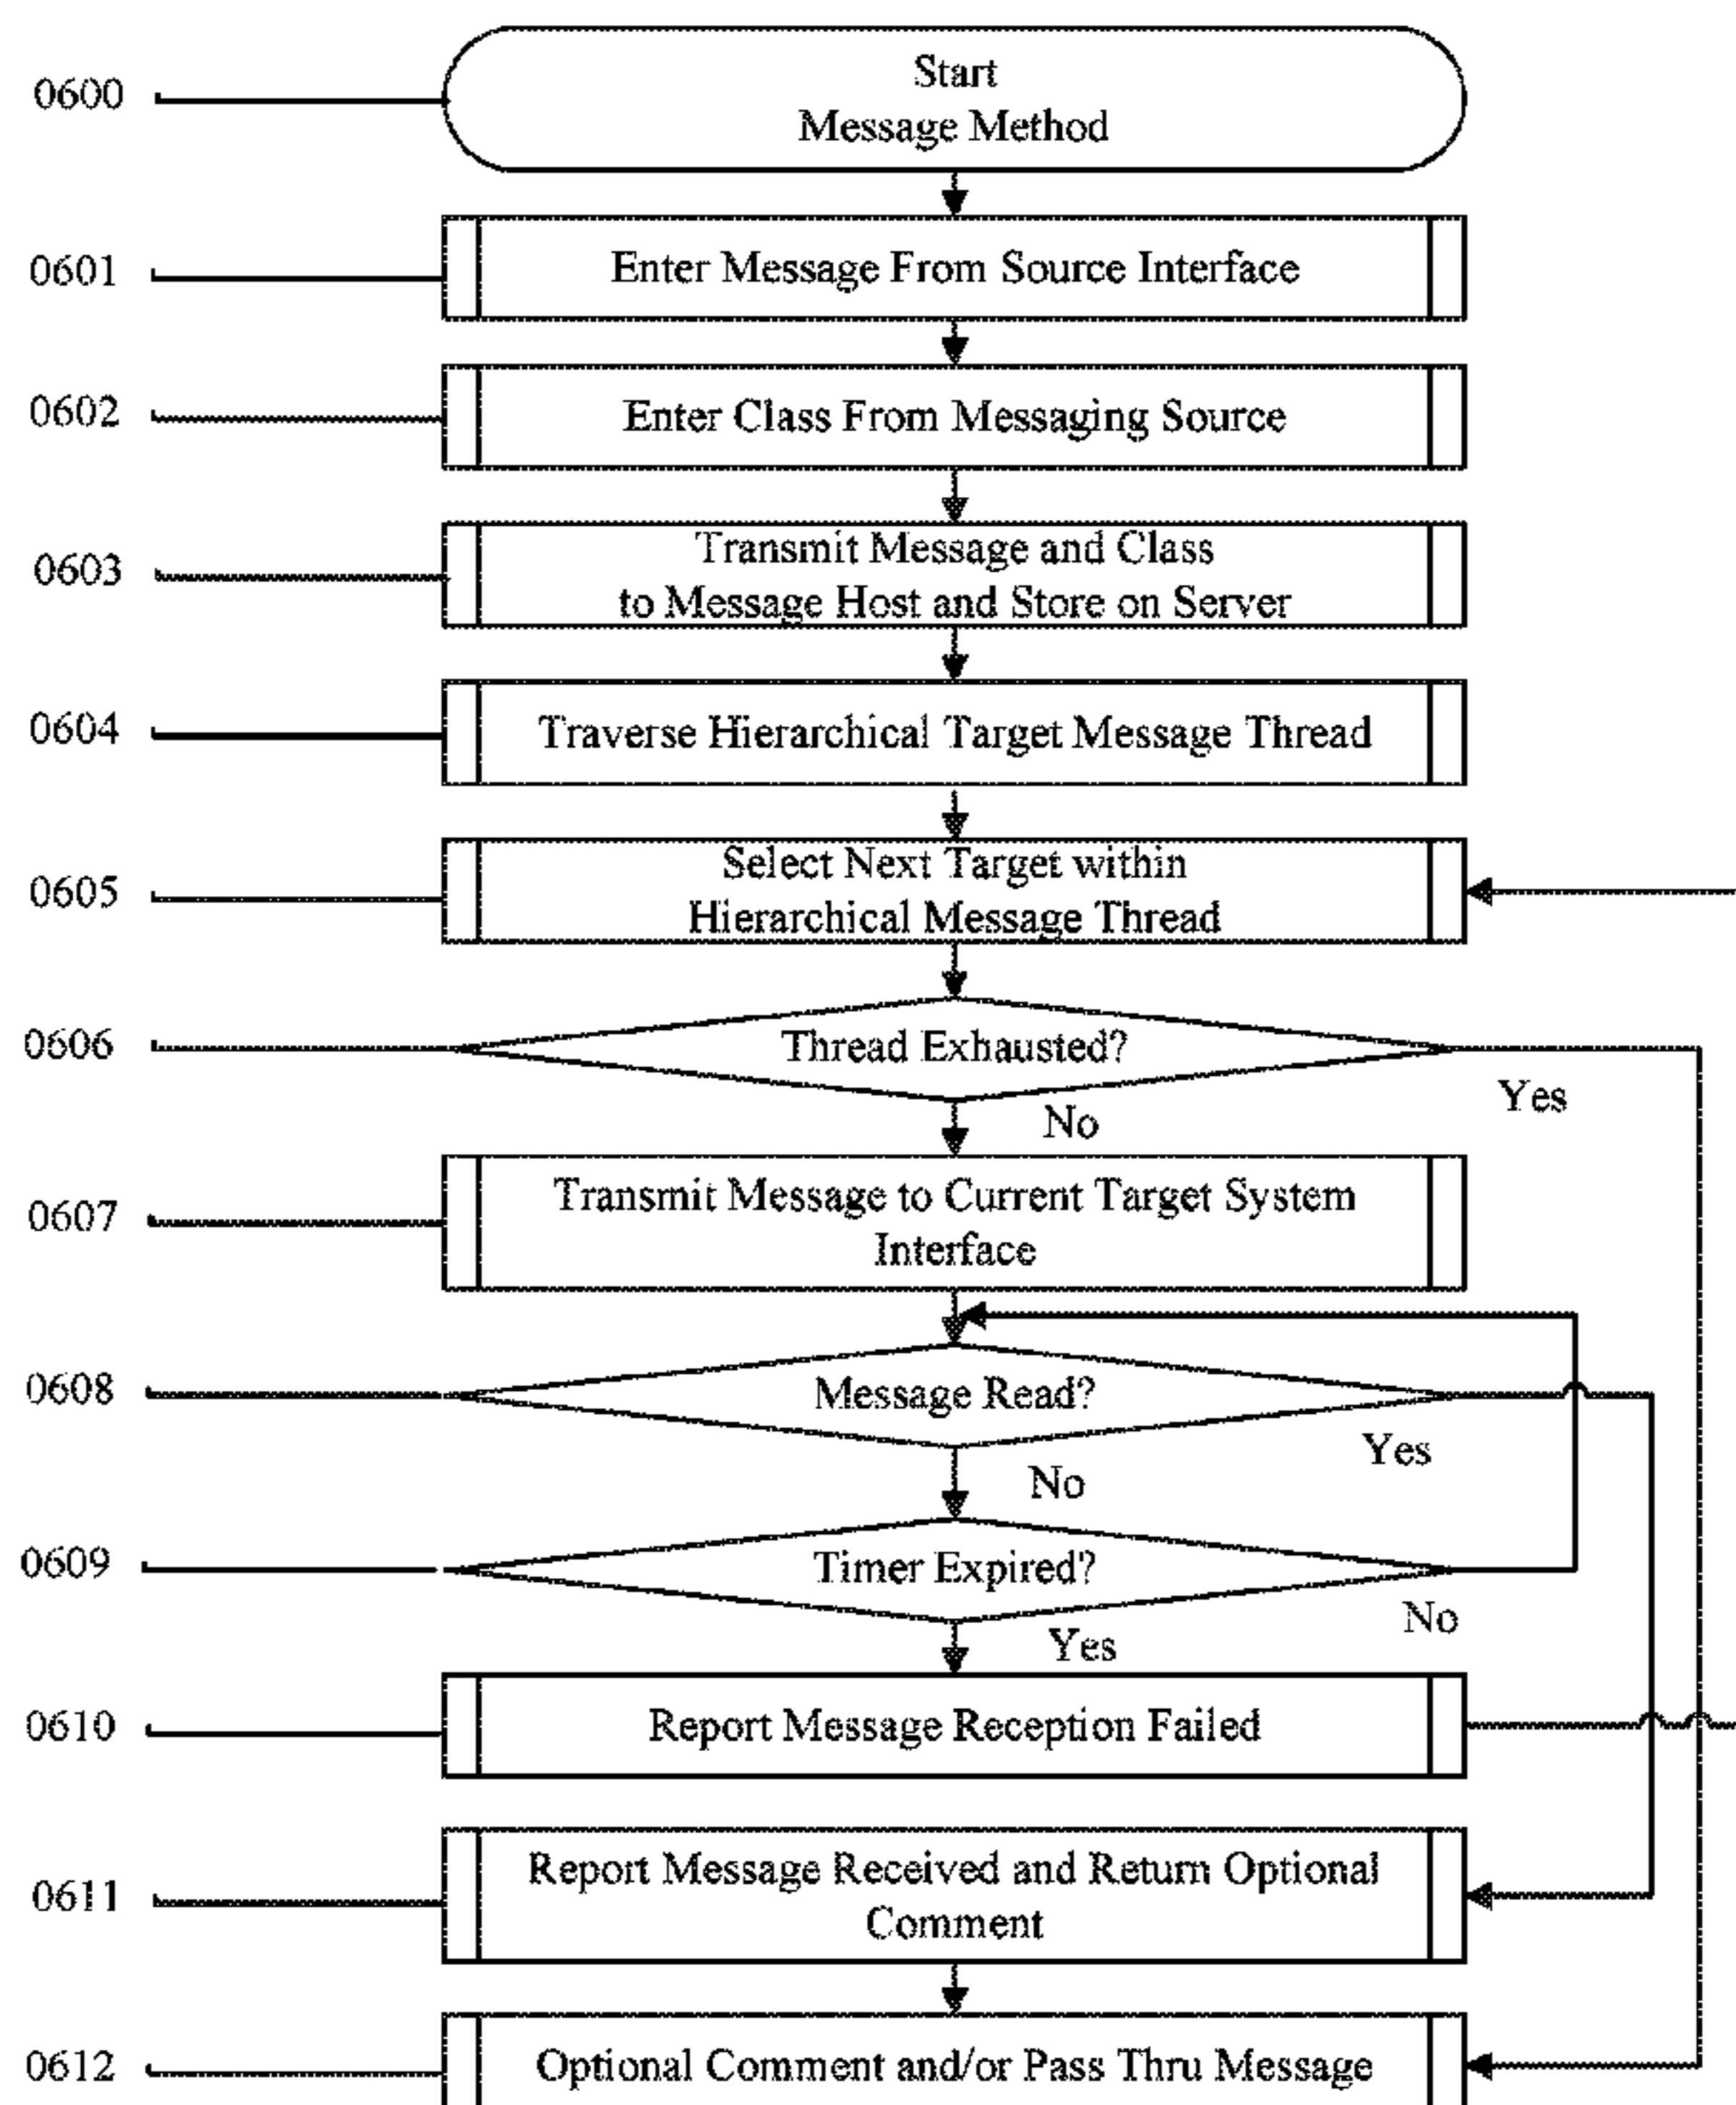 0600
Start
Message Method
0601
Enter Message From Source Interface
0602
Enter Class From Messaging Source
0603
Transmit Message and Class
to Message Host and Store on Server
0604
Traverse Hierarchical Target Message Thread
0605
Select Next Target within
Hierarchical Message Thread
0606
Thread Exhausted?
Yes
No
0607
Transmit Message to Current Target System
Interface
0608
Message Read?
Yes
No
0609
Timer Expired?
No
Yes
0610
Report Message Reception Failed
0611
Report Message Received and Return Optional
Comment
0612
Optional Comment and/or Pass Thru Message